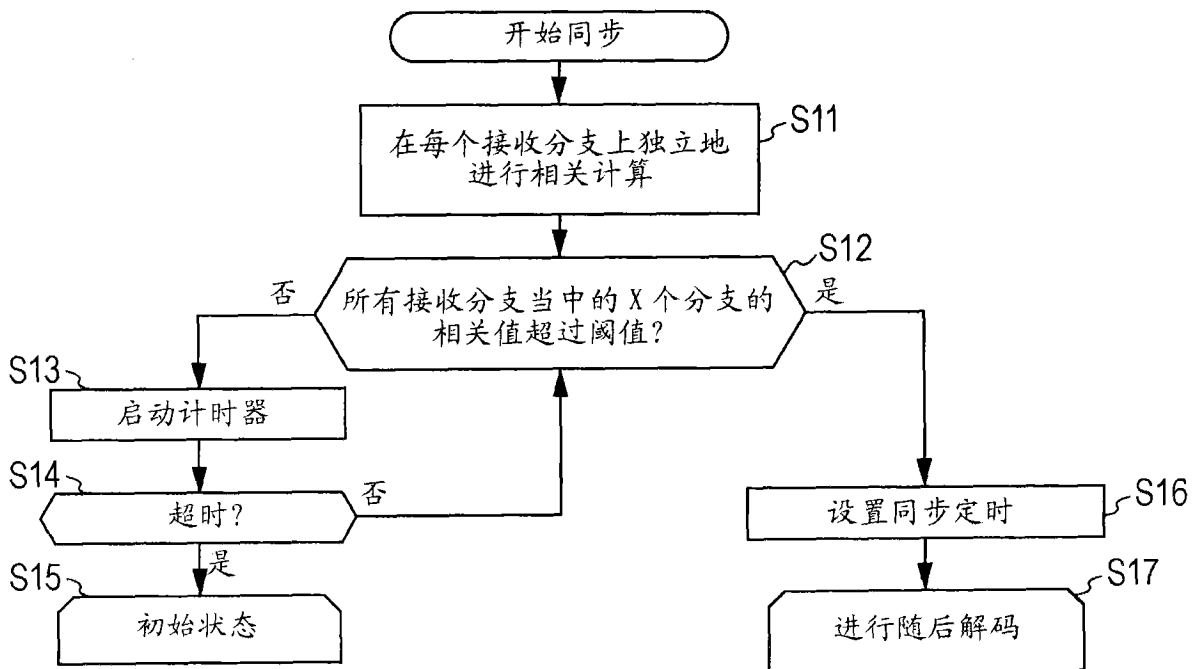 开始同步
S11
在每个接收分支上独立地
进行相关计算
S12
否
所有接收分支当中的 X 个分支的
相关值超过阈值?
是
S13
启动计时器
S14
超时?
否
设置同步定时
S16
是
S15
初始状态
S17
进行随后解码